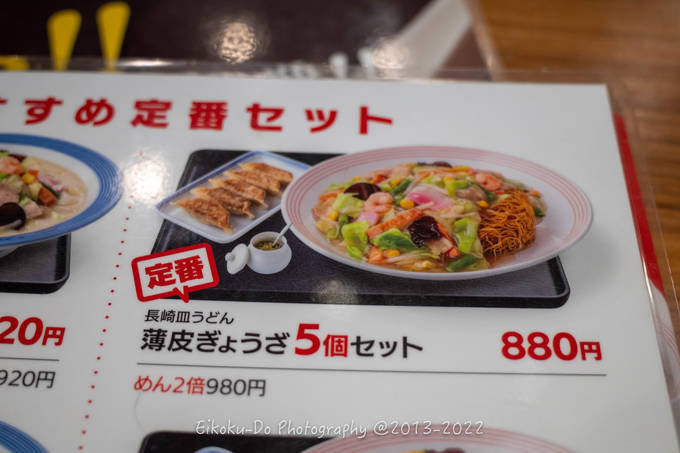 すすめ定番セット
定番
長崎皿うどん
薄皮ぎょうざ5個セット
880円
めん2倍980円
20円
920円
Eikoku-Do Photography @2013-2022